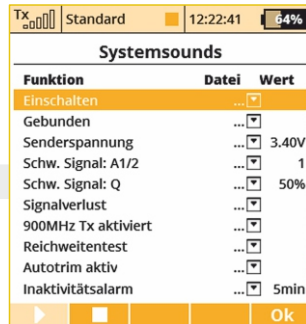 Tx Standard 12:22:41 64%
Systemsounds
Funktion Datei Wert
Einschalten ...
Gebunden ...
Senderspannung ... 3.40V
Schw. Signal: A1/2 ... 1
Schw. Signal: Q ... 50%
Signalverlust ...
900MHz Tx aktiviert ...
Reichweitentest ...
Autotrim aktiv ...
Inaktivitätsalarm ... 5min
Ok